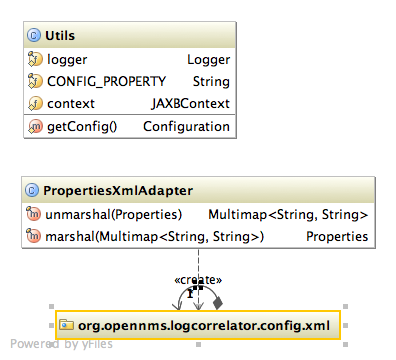 Utils
logger Logger
CONFIG_PROPERTY String
context JAXBContext
getConfig() Configuration
PropertiesXmlAdapter
unmarshal(Properties) Multimap<String, String>
marshal(Multimap<String, String>) Properties
«create»
1
org.opennms.logcorrelator.config.xml
Powered by yFiles